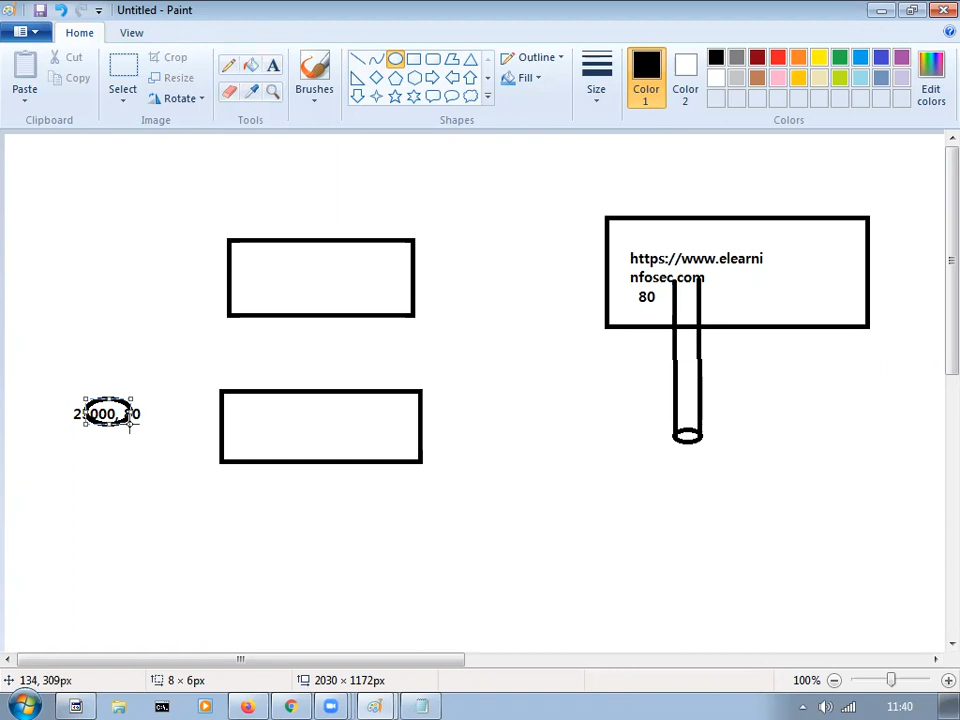 Untitled - Paint
Home
View
Paste
Cut
Copy
Clipboard
Select
Crop
Resize
Rotate
Image
Tools
Brushes
Shapes
Outline
Fill
Size
Color
1
Color
2
Edit
colors
Colors
https://www.elearni
nfosec.com
80
134, 309px
8 × 6px
2030 × 1172px
100%
11:40